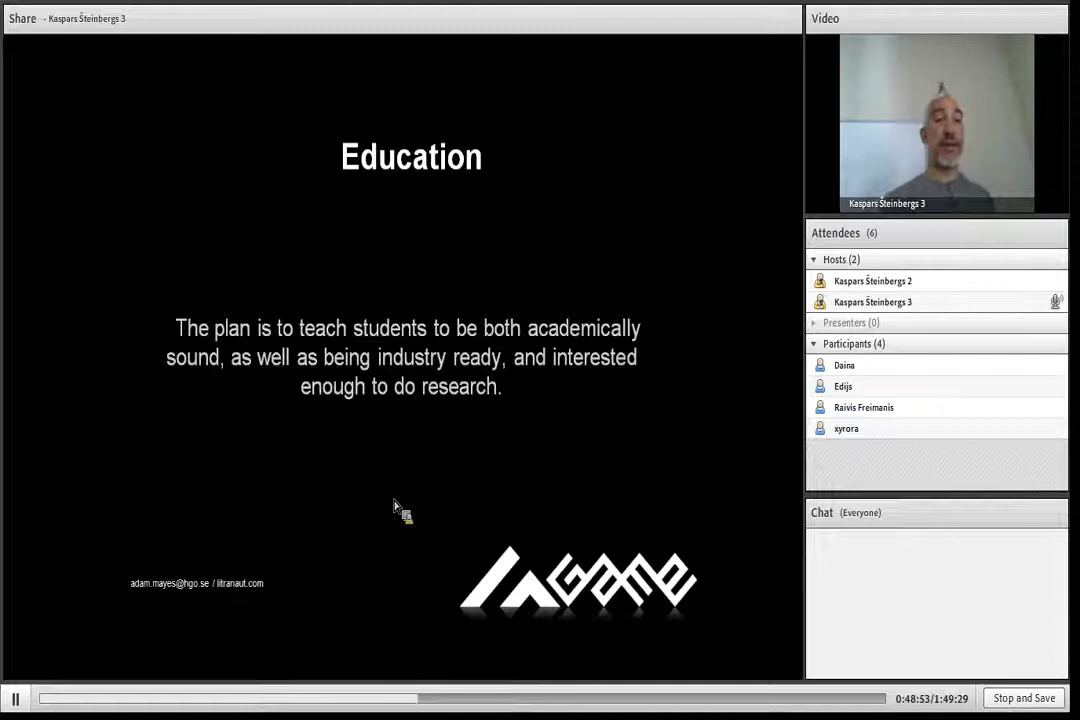 Share - Kaspars Šteinbergs 3
Education
The plan is to teach students to be both academically
sound, as well as being industry ready, and interested
enough to do research.
adam.mayes@hgo.se / litranaut.com
GAME
Video
Kaspars Šteinbergs 3
Attendees (6)
Hosts (2)
Kaspars Šteinbergs 2
Kaspars Šteinbergs 3
Presenters (0)
Participants (4)
Daina
Edijs
Raivis Freimanis
xyrora
Chat (Everyone)
0:48:53/1:49:29
Stop and Save